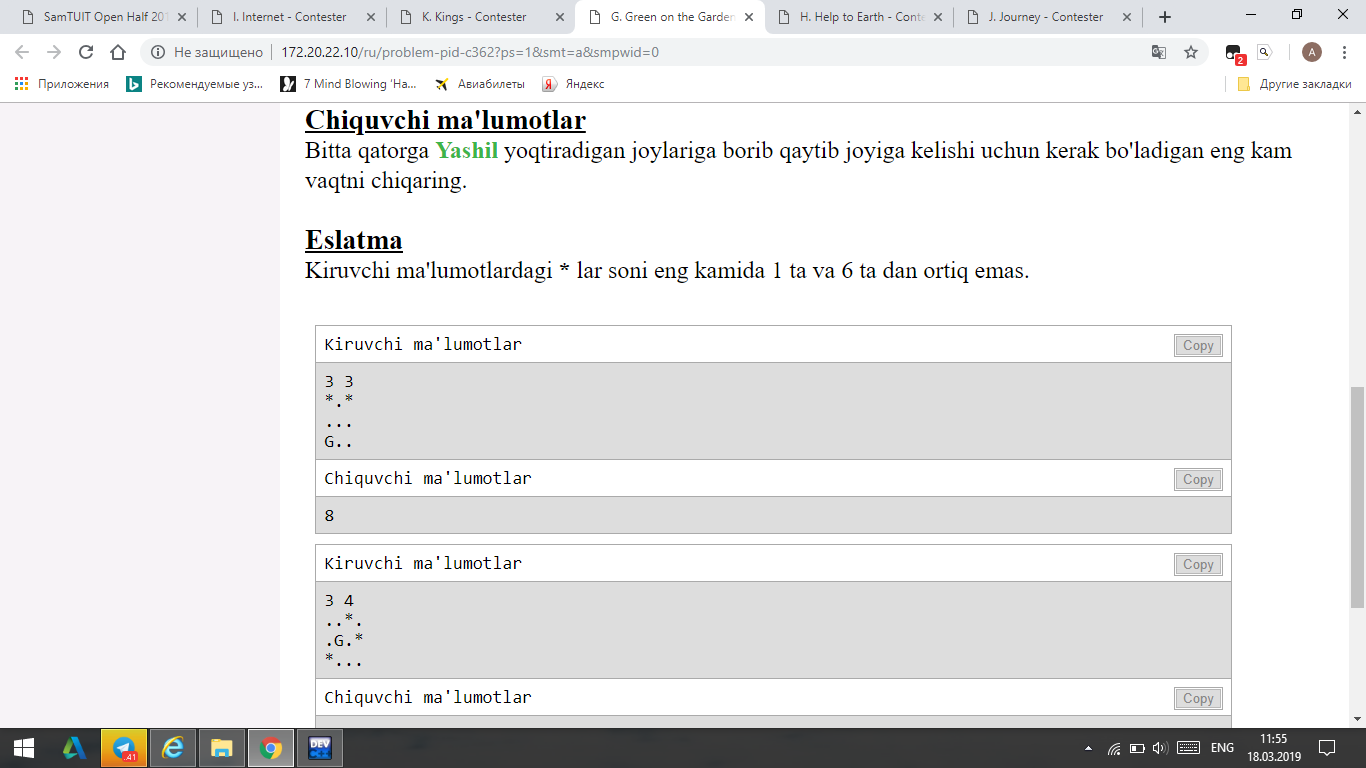 SamTUIT Open Half 20
I. Internet - Contester
K. Kings - Contester
G. Green on the Garden
H. Help to Earth - Conte
J. Journey - Contester
Не защищено
172.20.22.10/ru/problem-pid-c362?ps=1&smt=a&smpwid=0
2
A
Приложения
Рекомендуемые уз...
7 Mind Blowing 'Ha...
Авиабилеты
Яндекс
Другие закладки
Chiquvchi ma'lumotlar
Bitta qatorga Yashil yoqtiradigan joylariga borib qaytib joyiga kelishi uchun kerak bo'ladigan eng kam
vaqtni chiqaring.
Eslatma
Kiruvchi ma'lumotlardagi * lar soni eng kamida 1 ta va 6 ta dan ortiq emas.
Kiruvchi ma'lumotlar
Copy
3 3
*.*
...
G..
Chiquvchi ma'lumotlar
Copy
8
Kiruvchi ma'lumotlar
Copy
3 4
..*.
.G.*
*...
Chiquvchi ma'lumotlar
Copy
41
DEV
ENG
11:55
18.03.2019